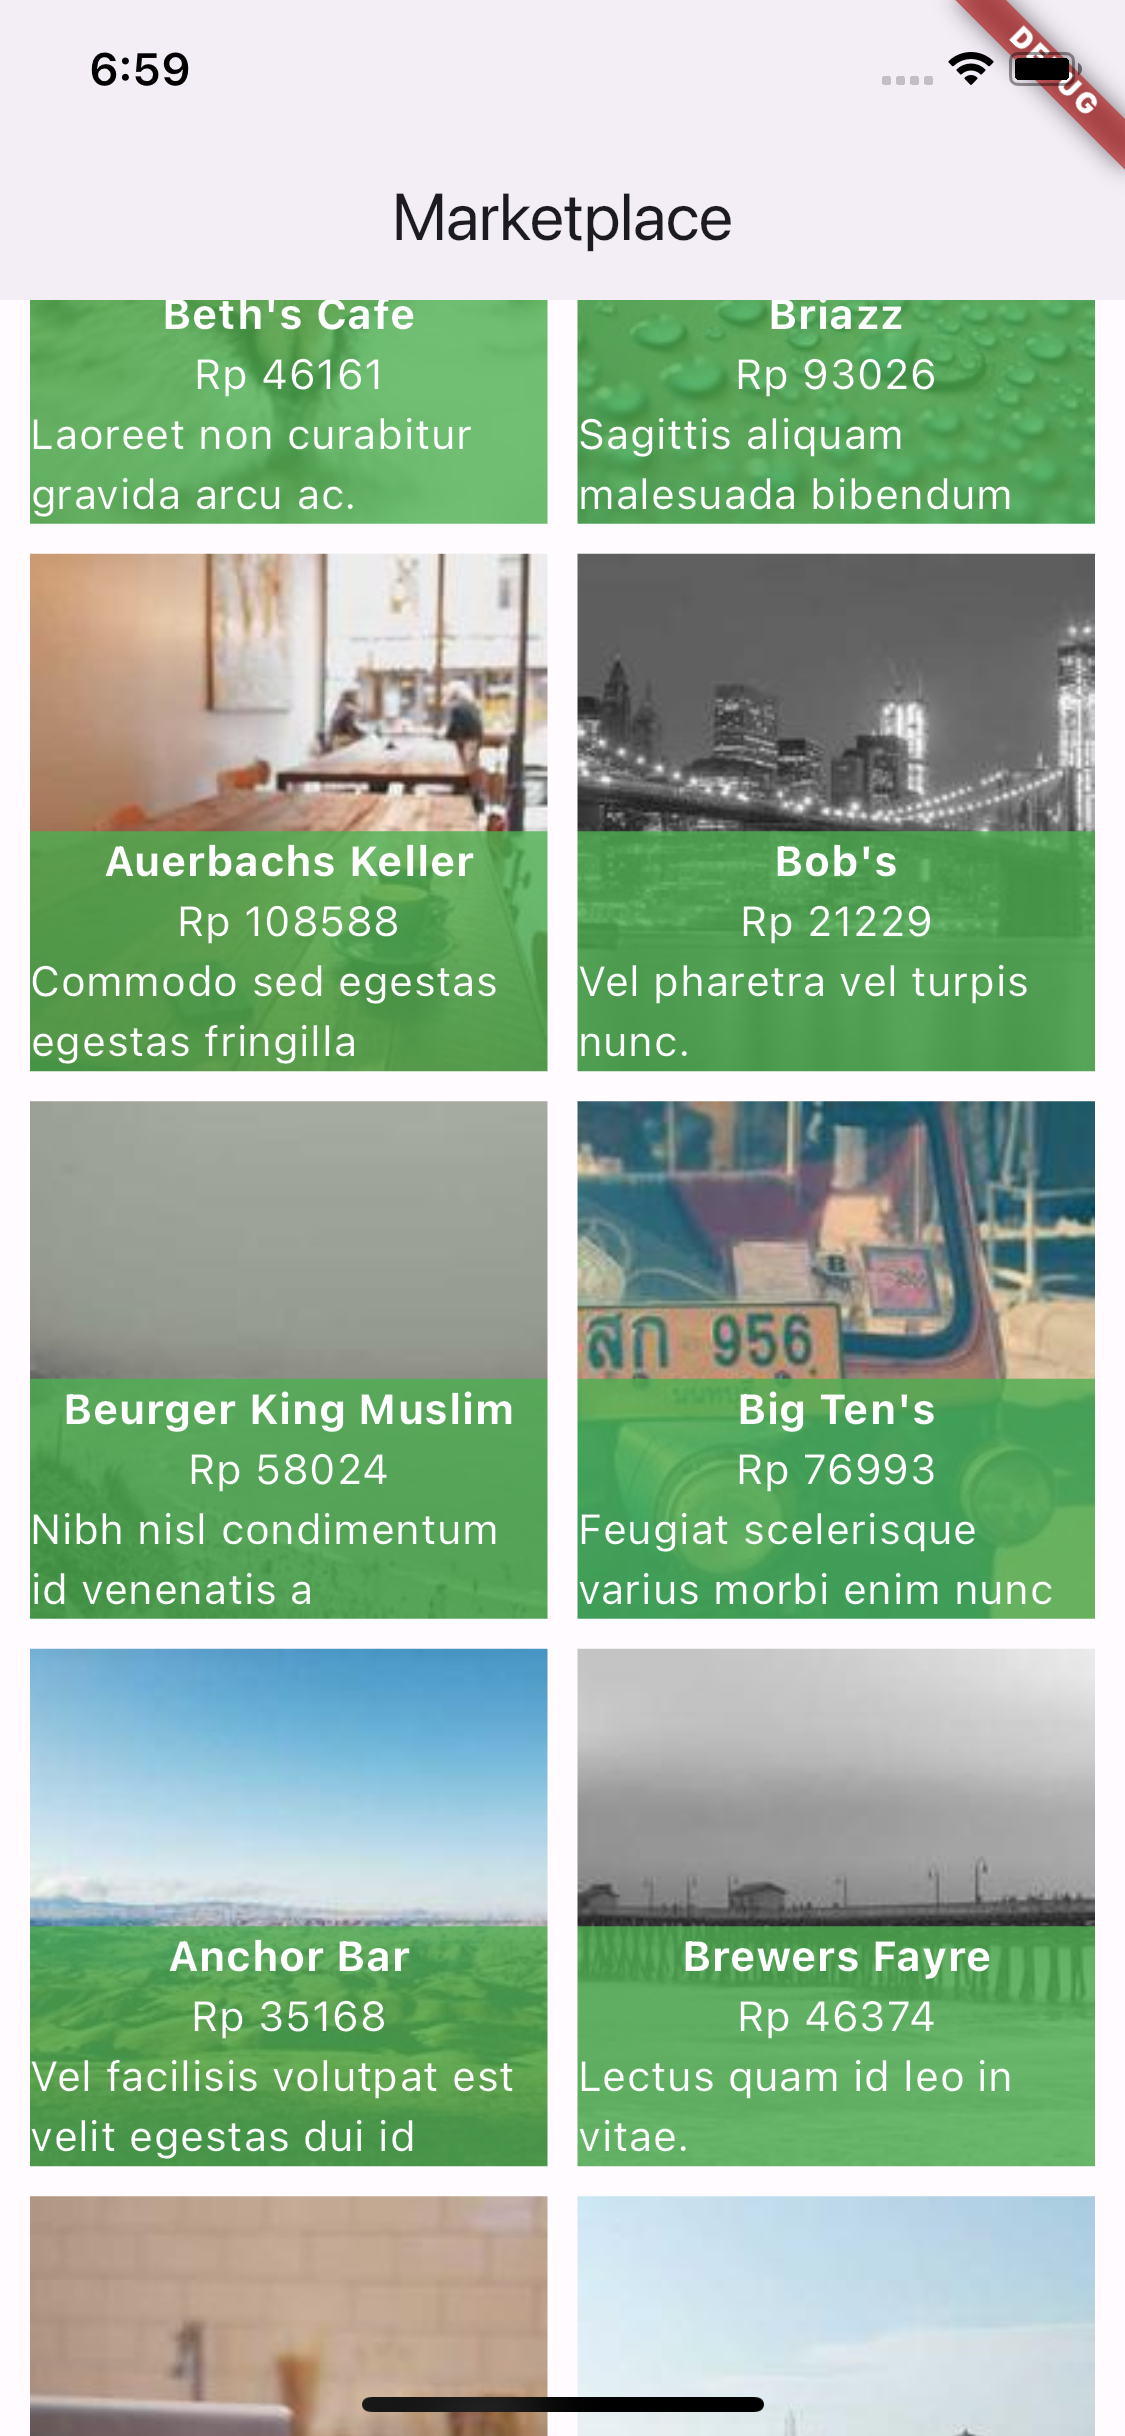 6:59
DEBUG
Marketplace
Beth's Cafe
Rp 46161
Laoreet non curabitur
gravida arcu ac.
Briazz
Rp 93026
Sagittis aliquam
malesuada bibendum
Auerbachs Keller
Rp 108588
Commodo sed egestas
egestas fringilla
Bob's
Rp 21229
Vel pharetra vel turpis
nunc.
Beurger King Muslim
Rp 58024
Nibh nisl condimentum
id venenatis a
สก 956
Big Ten's
Rp 76993
Feugiat scelerisque
varius morbi enim nunc
Anchor Bar
Rp 35168
Vel facilisis volutpat est
velit egestas dui id
Brewers Fayre
Rp 46374
Lectus quam id leo in
vitae.